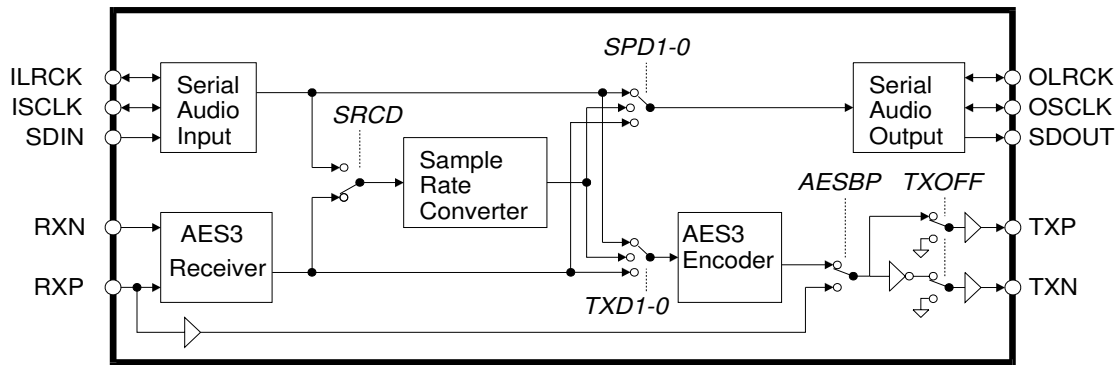 SPD1-0
ILRCK
ISCLK
SDIN
Serial
Audio
Input
SRCD
Serial
Audio
Output
OLRCK
OSCLK
SDOUT
Sample
Rate
Converter
AESBP
TXOFF
RXN
RXP
AES3
Receiver
AES3
Encoder
TXD1-0
TXP
TXN